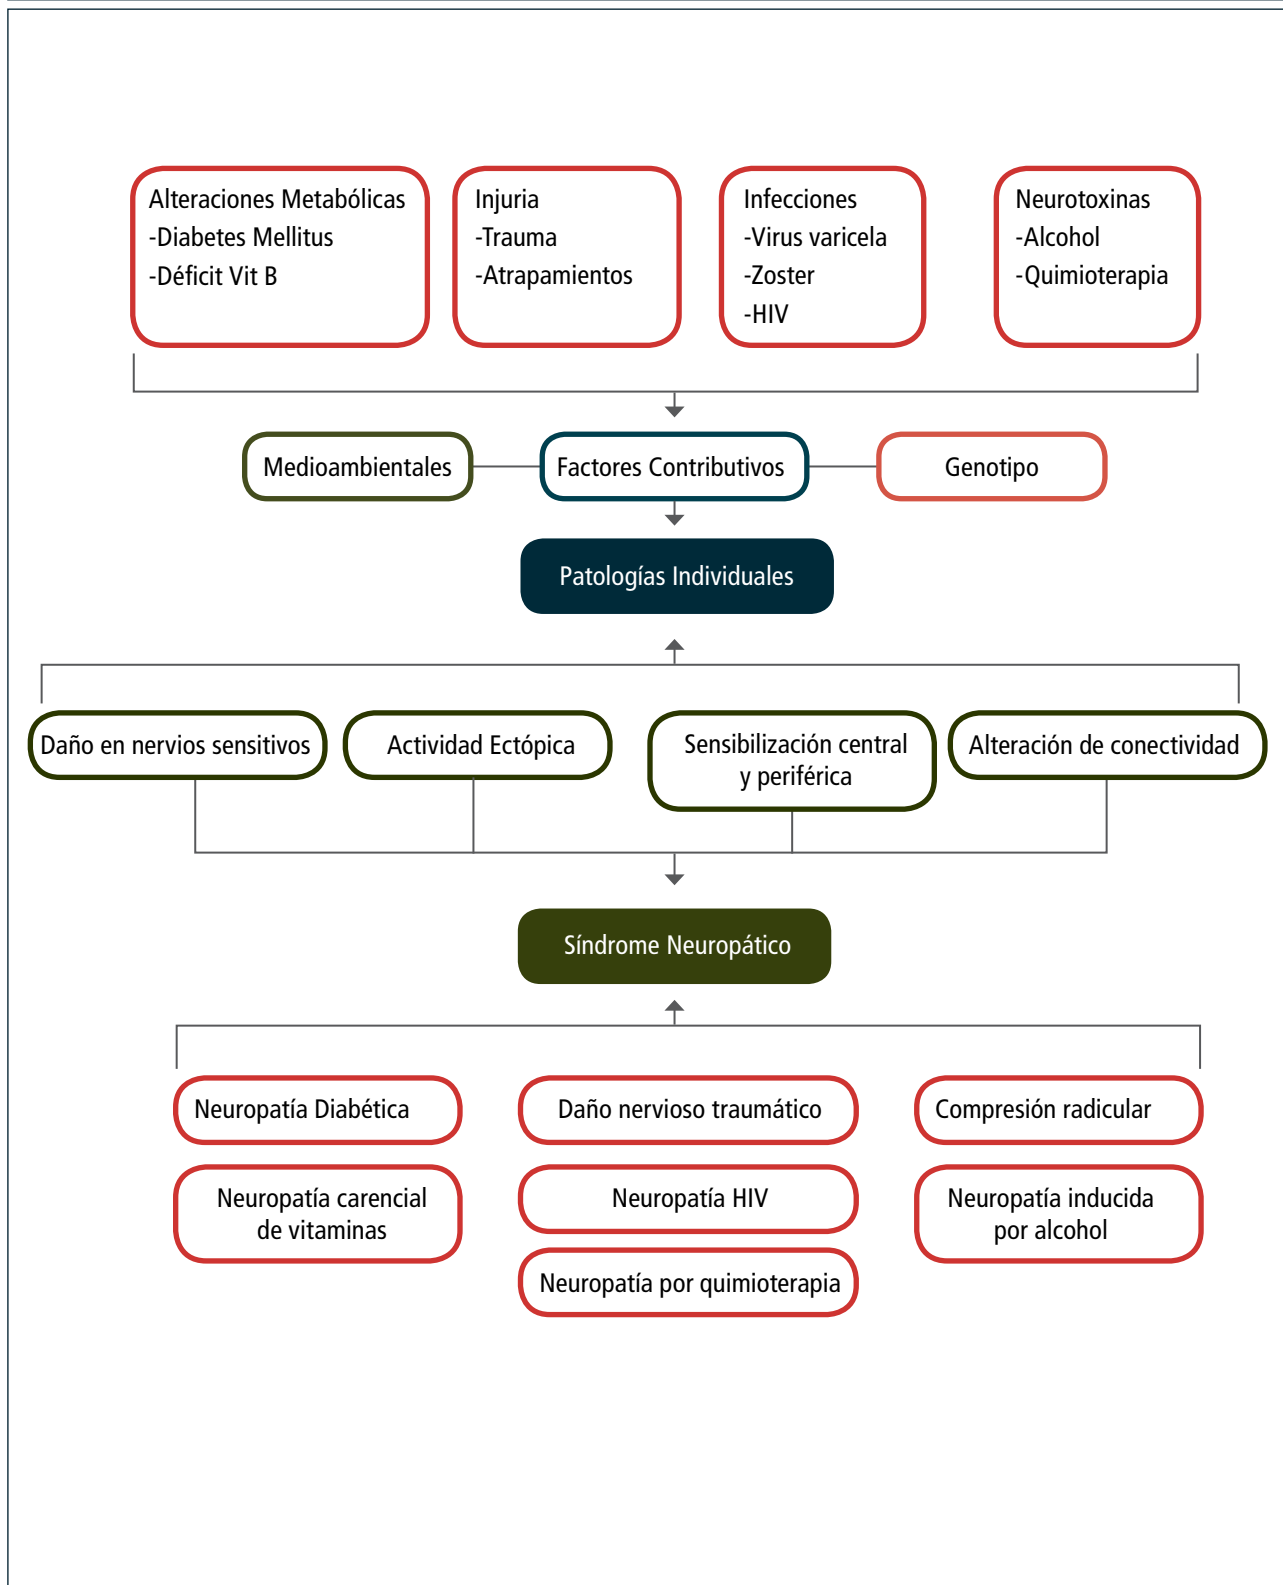 Alteraciones Metabólicas
-Diabetes Mellitus
-Déficit Vit B
Injuria
-Trauma
-Atrapamientos
Infecciones
-Virus varicela
-Zoster
-HIV
Neurotoxinas
-Alcohol
-Quimioterapia
Medioambientales
Factores Contributivos
Genotipo
Patologías Individuales
Daño en nervios sensitivos
Actividad Ectópica
Sensibilización central
y periférica
Alteración de conectividad
Síndrome Neuropático
Neuropatía Diabética
Daño nervioso traumático
Compresión radicular
Neuropatía carencial
de vitaminas
Neuropatía HIV
Neuropatía inducida
por alcohol
Neuropatía por quimioterapia